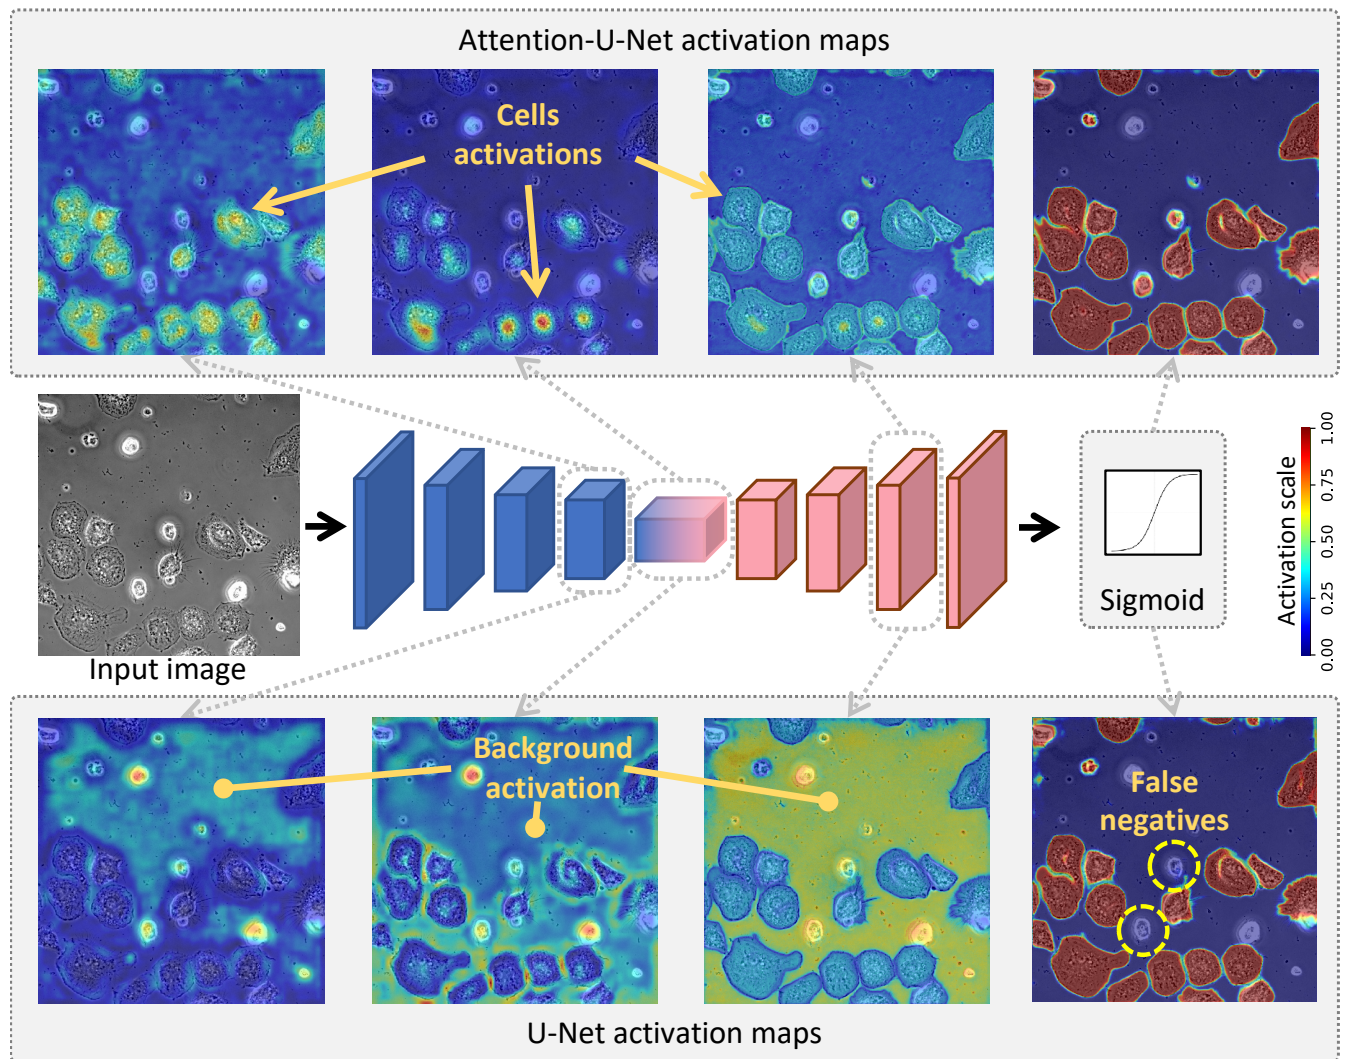 Attention-U-Net activation maps
Cells
activations
Input image
Sigmoid
Activation scale
1.00
0.75
0.50
0.25
0.00
Background
activation
False
negatives
U-Net activation maps